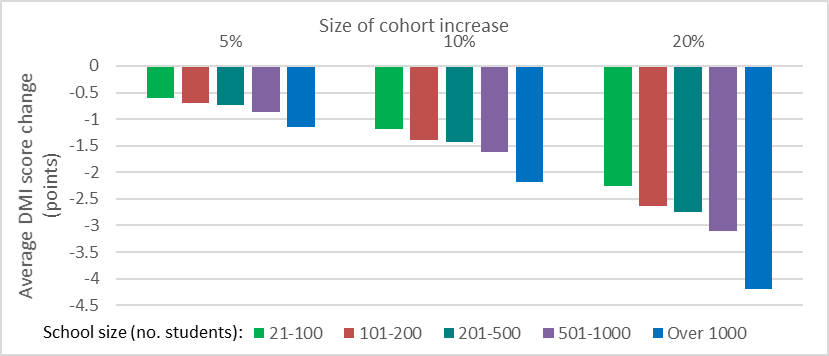 Size of cohort increase
5% 10% 20%
Average DMI score change
(points)
0
-0.5
-1
-1.5
-2
-2.5
-3
-3.5
-4
-4.5
School size (no. students): 21-100 101-200 201-500 501-1000 Over 1000